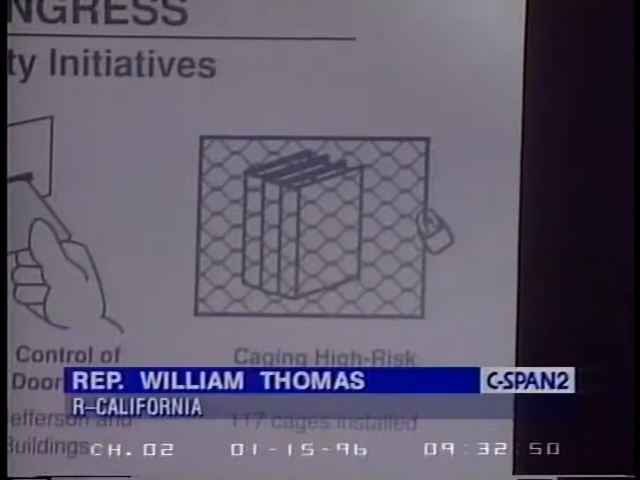 NGRESS
ty Initiatives
Control of
Door
Caging High-Risk
REP. WILLIAM THOMAS
C-SPAN2
R-CALIFORNIA
efferson and
117 cages installed
Buildings
CH. 02 01-15-96 09:32:50